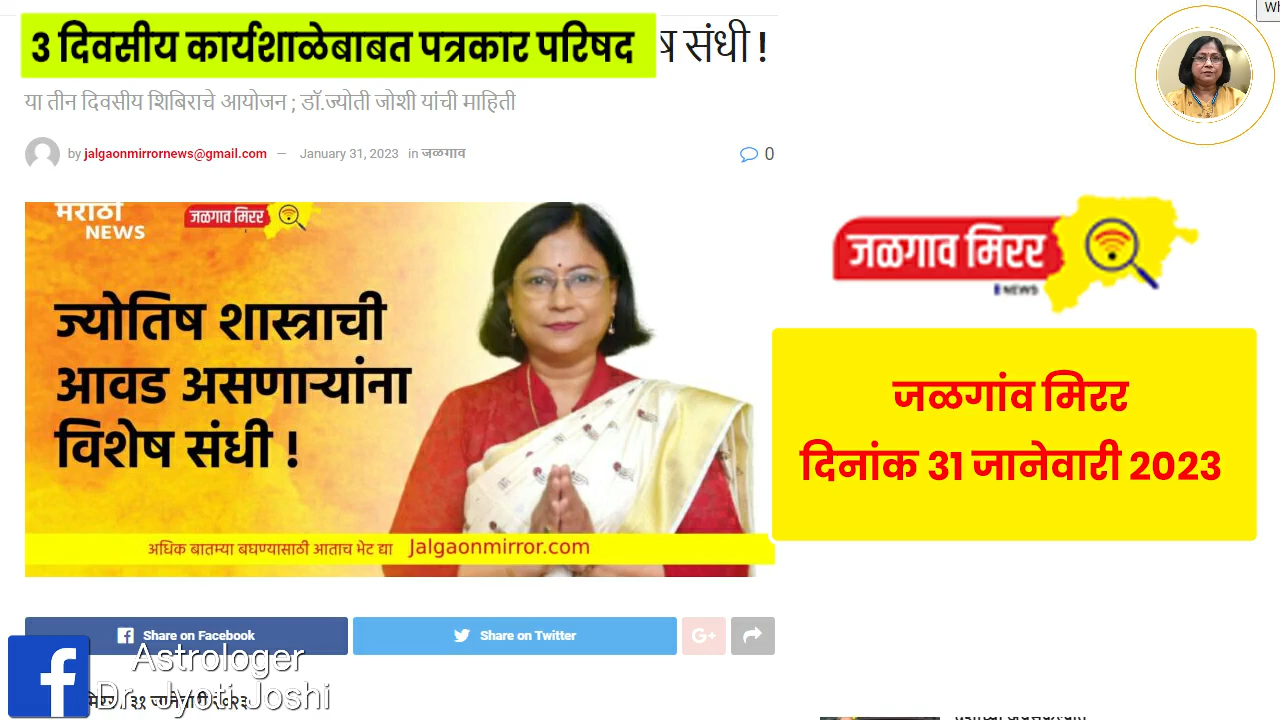 Wh
3 दिवसीय कार्यशाळेबाबत पत्रकार परिषद
ष संधी !
या तीन दिवसीय शिबिराचे आयोजन ; डॉ.ज्योती जोशी यांची माहिती
by jalgaonmirrornews@gmail.com — January 31, 2023 in जळगाव
0
मराठी
NEWS
जळगाव मिरर
ज्योतिष शास्त्राची
आवड असणाऱ्यांना
विशेष संधी !
अधिक बातम्या बघण्यासाठी आताच भेट द्या Jalgaonmirror.com
जळगाव मिरर
NEWS
जळगांव मिरर
दिनांक 31 जानेवारी 2023
Share on Facebook
Share on Twitter
G+
f
Astrologer
Dr. Jyoti Joshi